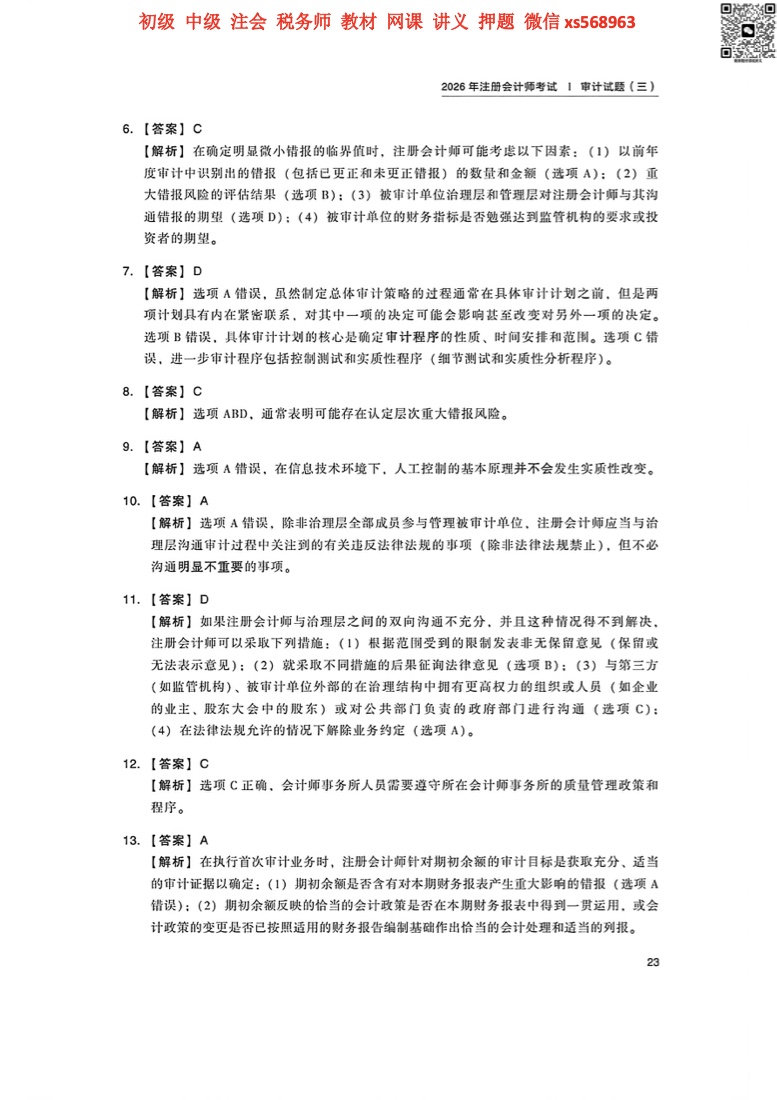 初级 中级 注会 税务师 教材 网课 讲义 押题 微信 xs568963
2026 年注册会计师考试 | 审计试题（三）
6. 【答案】C
【解析】选项在确定明显微小错报的临界值时，注册会计师可能考虑以下因素：（1）以前年
度审计中识别出的错报（包括已更正和未更正错报）的数量和金额（选项 A）；（2）重
大错报风险的评估结果（选项 B）；（3）被审计单位治理层和管理层对注册会计师与其沟
通错报的期望（选项 D）；（4）被审计单位的财务指标是否勉强达到监管机构的要求或投
资者的期望。
7. 【答案】D
【解析】选项 A 错误，虽然制定总体审计策略的过程通常在具体审计计划之前，但是两
项计划具有内在紧密联系，对其中一项的决定可能会影响甚至改变对另外一项的决定。
选项 B 错误，具体审计计划的核心是确定审计程序的性质、时间安排和范围。选项 C 错
误，进一步审计程序包括控制测试和实质性程序（细节测试和实质性分析程序）。
8. 【答案】C
【解析】选项 ABD，通常表明可能存在认定层次重大错报风险。
9. 【答案】A
【解析】选项 A 错误，在信息技术环境下，人工控制的基本原理并不会发生实质性改变。
10. 【答案】A
【解析】选项 A 错误，除非治理层全部成员参与管理被审计单位，注册会计师应当与治
理层沟通审计过程中关注到的有关违反法律法规的事项（除非法律法规禁止），但不必
沟通明显不重要的事项。
11. 【答案】D
【解析】如果注册会计师与治理层之间的双向沟通不充分，并且这种情况得不到解决，
注册会计师可以采取下列措施：（1）根据范围受到的限制发表非无保留意见（保留或
无法表示意见）；（2）就采取不同措施的后果征询法律意见（选项 B）；（3）与第三方
（如监管机构）、被审计单位外部的在治理结构中拥有更高权力的组织或人员（如企业
的业主、股东大会中的股东）或对公共部门负责的政府部门进行沟通（选项 C）；
（4）在法律法规允许的情况下解除业务约定（选项 A）。
12. 【答案】C
【解析】选项 C 正确，会计师事务所人员需要遵守所在会计师事务所的质量管理政策和
程序。
13. 【答案】A
【解析】在执行首次审计业务时，注册会计师针对期初余额的审计目标是获取充分、适当
的审计证据以确定：（1）期初余额是否含有对本期财务报表产生重大影响的错报（选项 A
错误）；（2）期初余额反映的恰当的会计政策是否在本期财务报表中得到一贯运用，或会
计政策的变更是否已按照适用的财务报告编制基础作出恰当的会计处理和适当的列报。
23